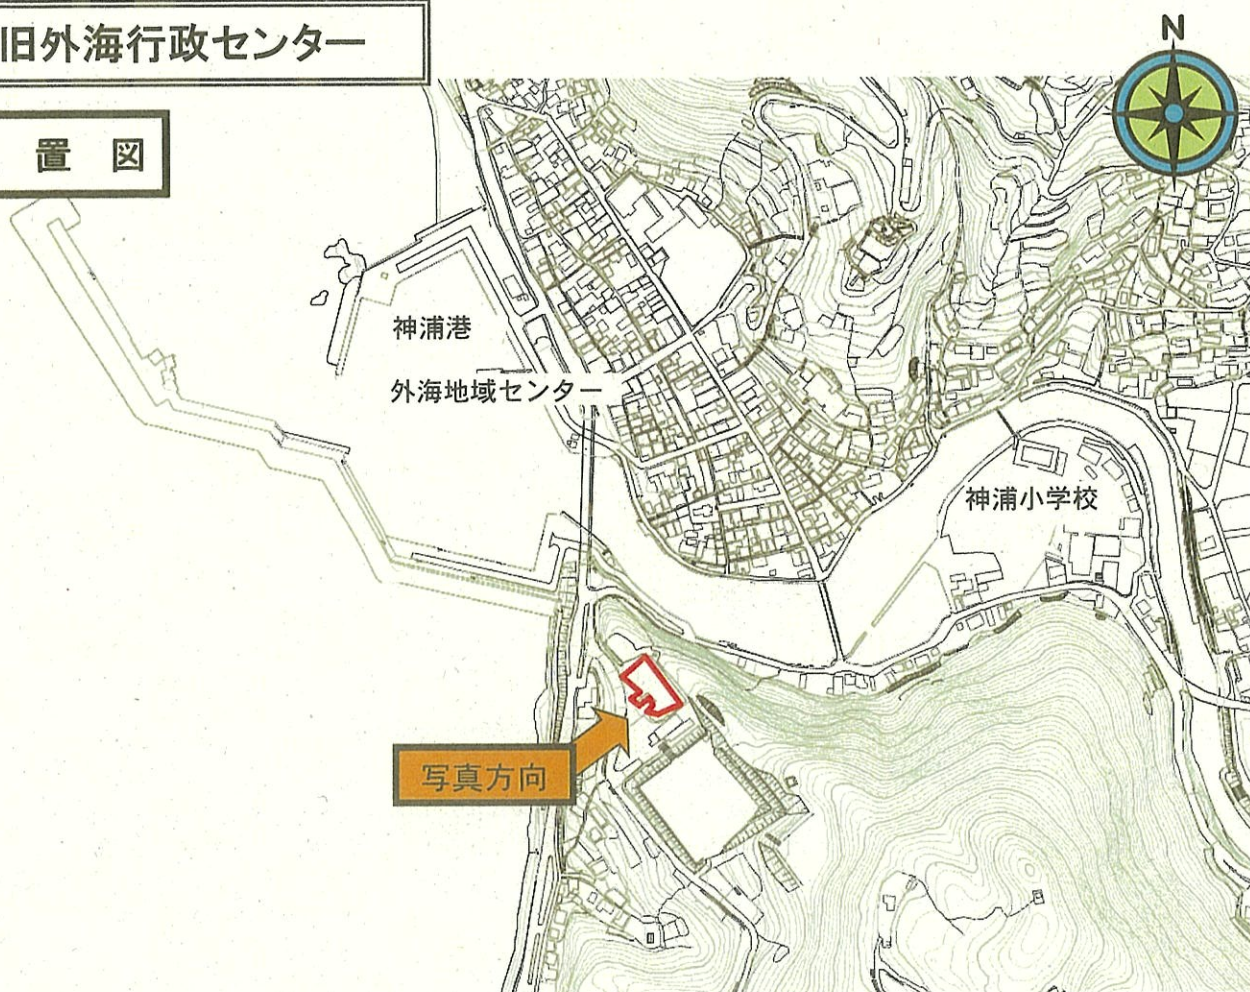 旧外海行政センター
N
置 図
神浦港
外海地域センター
神浦小学校
写真方向